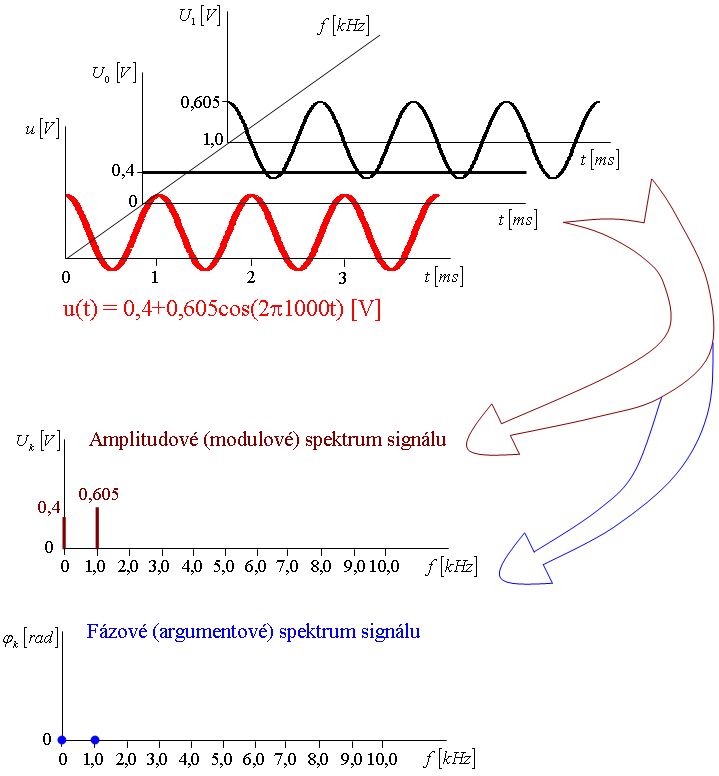 U₁ [V]
f [kHz]
U₀ [V]
0,605
u [V]
1,0
t [ms]
0,4
0
t [ms]
0 1 2 3 t [ms]
u(t) = 0,4+0,605cos(2π1000t) [V]
Uₖ [V] Amplitudové (modulové) spektrum signálu
0,605
0,4
0
0 1,0 2,0 3,0 4,0 5,0 6,0 7,0 8,0 9,0 10,0 f [kHz]
Fázové (argumentové) spektrum signálu
φₖ [rad]
0
0 1,0 2,0 3,0 4,0 5,0 6,0 7,0 8,0 9,0 10,0 f [kHz]